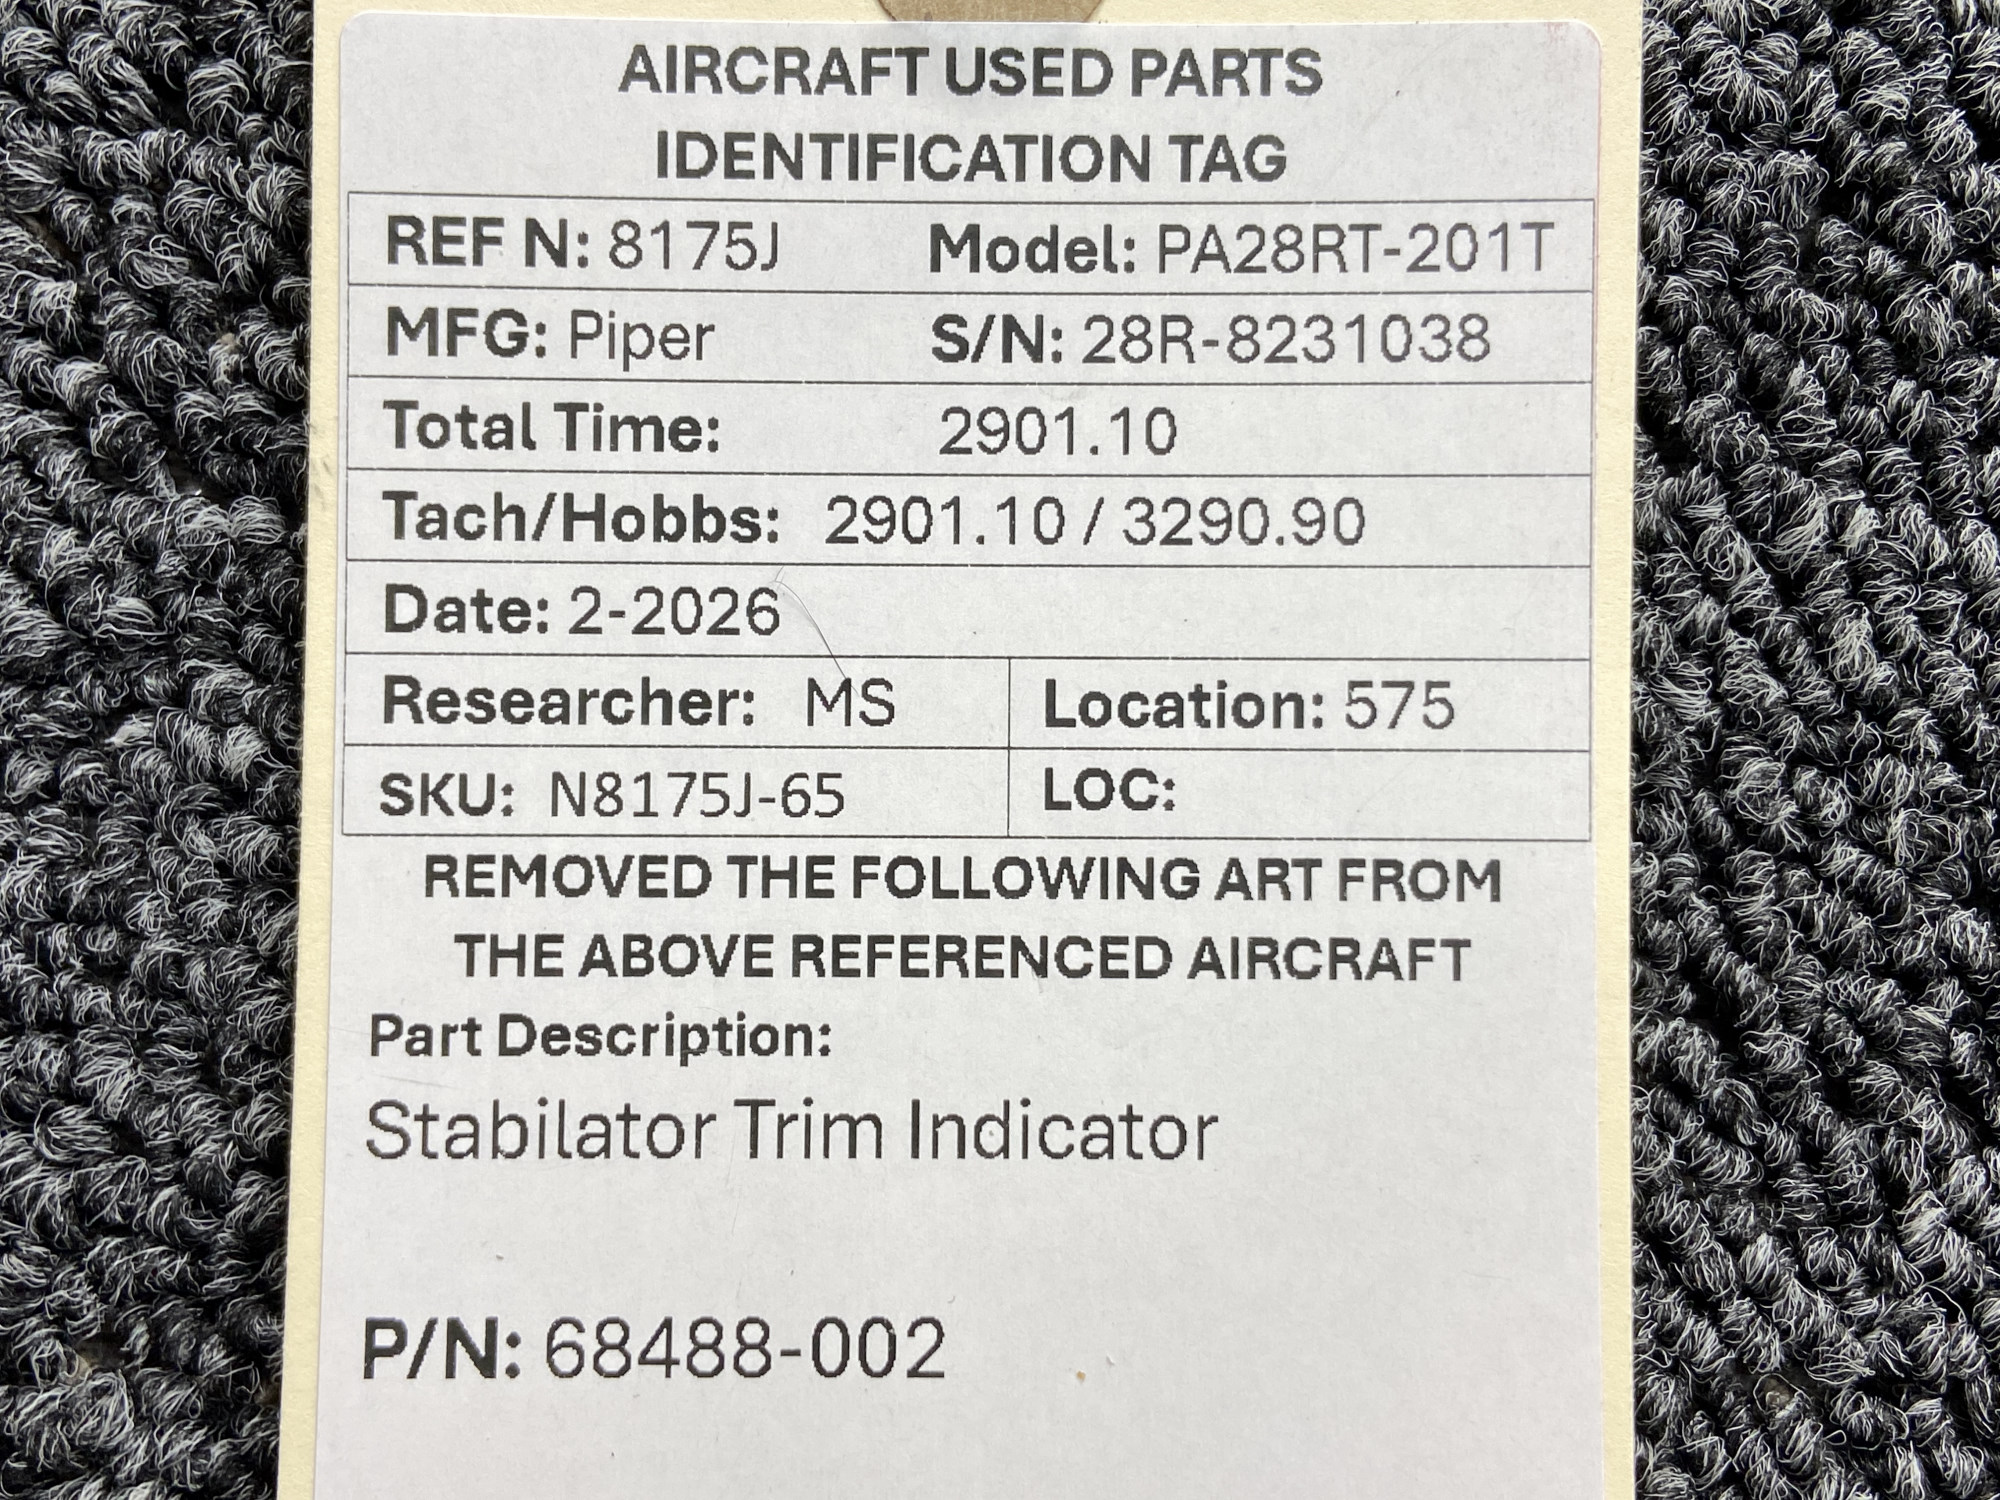 AIRCRAFT USED PARTS
IDENTIFICATION TAG
REF N: 8175J Model: PA28RT-201T
MFG: Piper S/N: 28R-8231038
Total Time: 2901.10
Tach/Hobbs: 2901.10 / 3290.90
Date: 2-2026
Researcher: MS Location: 575
SKU: N8175J-65 LOC:
REMOVED THE FOLLOWING ART FROM
THE ABOVE REFERENCED AIRCRAFT
Part Description:
Stabilator Trim Indicator
P/N: 68488-002